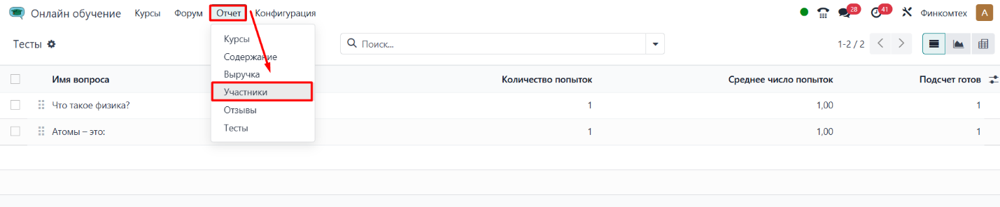 Онлайн обучение Курсы Форум Отчет Конфигурация 28 41 Финкомтех A
Тесты Поиск... 1-2 / 2
Курсы
Содержание
Выручка
Участники
Отзывы
Тесты
Имя вопроса Количество попыток Среднее число попыток Подсчет готов
Что такое физика? 1 1,00 1
Атомы – это: 1 1,00 1